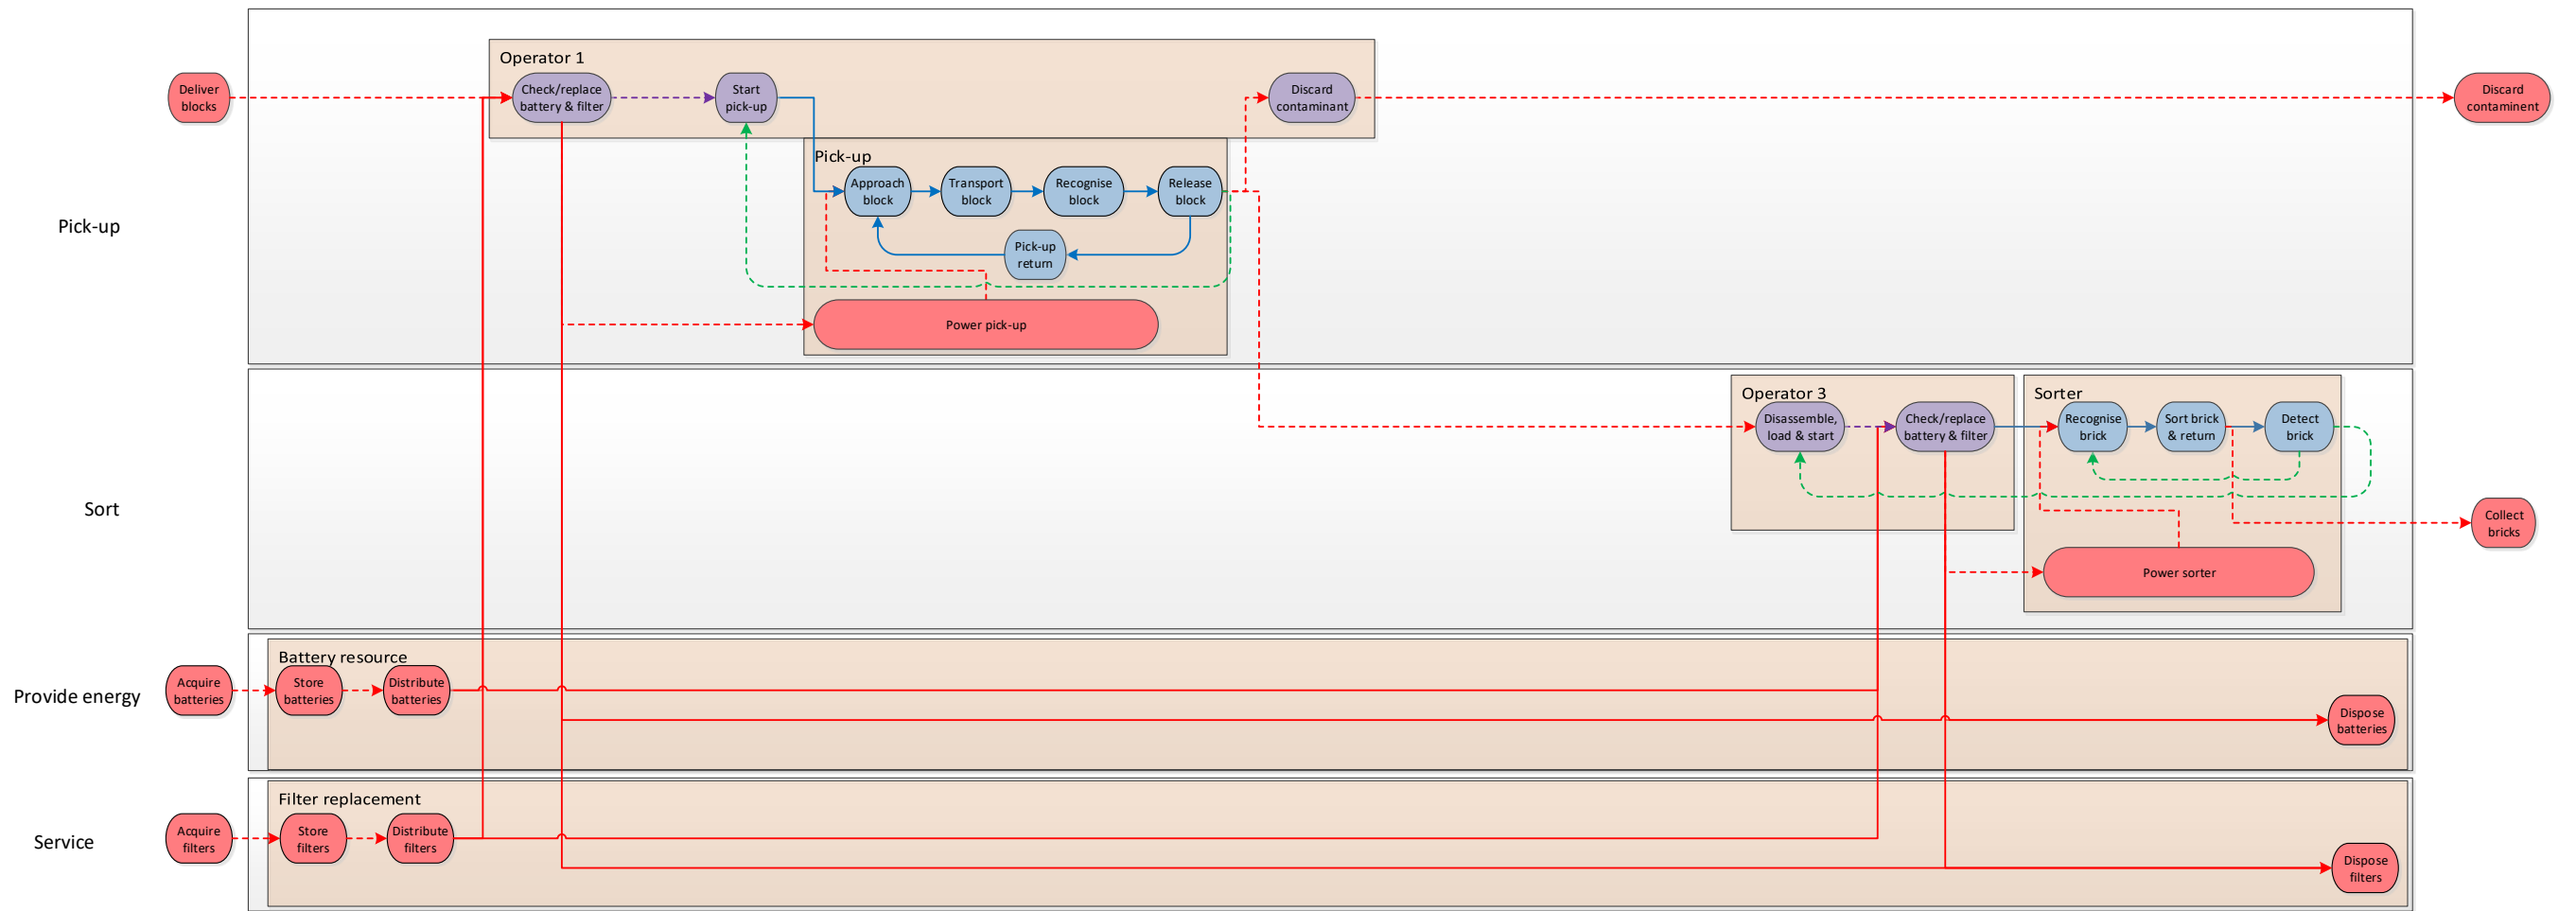 Operator 1
Deliver
blocks
Check/replace
battery & filter
Start
pick-up
Discard
contaminant
Discard
contaminent
Pick-up
Pick-up
Approach
block
Transport
block
Recognise
block
Release
block
Pick-up
return
Power pick-up
Sort
Operator 3
Disassemble,
load & start
Check/replace
battery & filter
Sorter
Recognise
brick
Sort brick
& return
Detect
brick
Collect
bricks
Power sorter
Provide energy
Battery resource
Acquire
batteries
Store
batteries
Distribute
batteries
Dispose
batteries
Service
Filter replacement
Acquire
filters
Store
filters
Distribute
filters
Dispose
filters